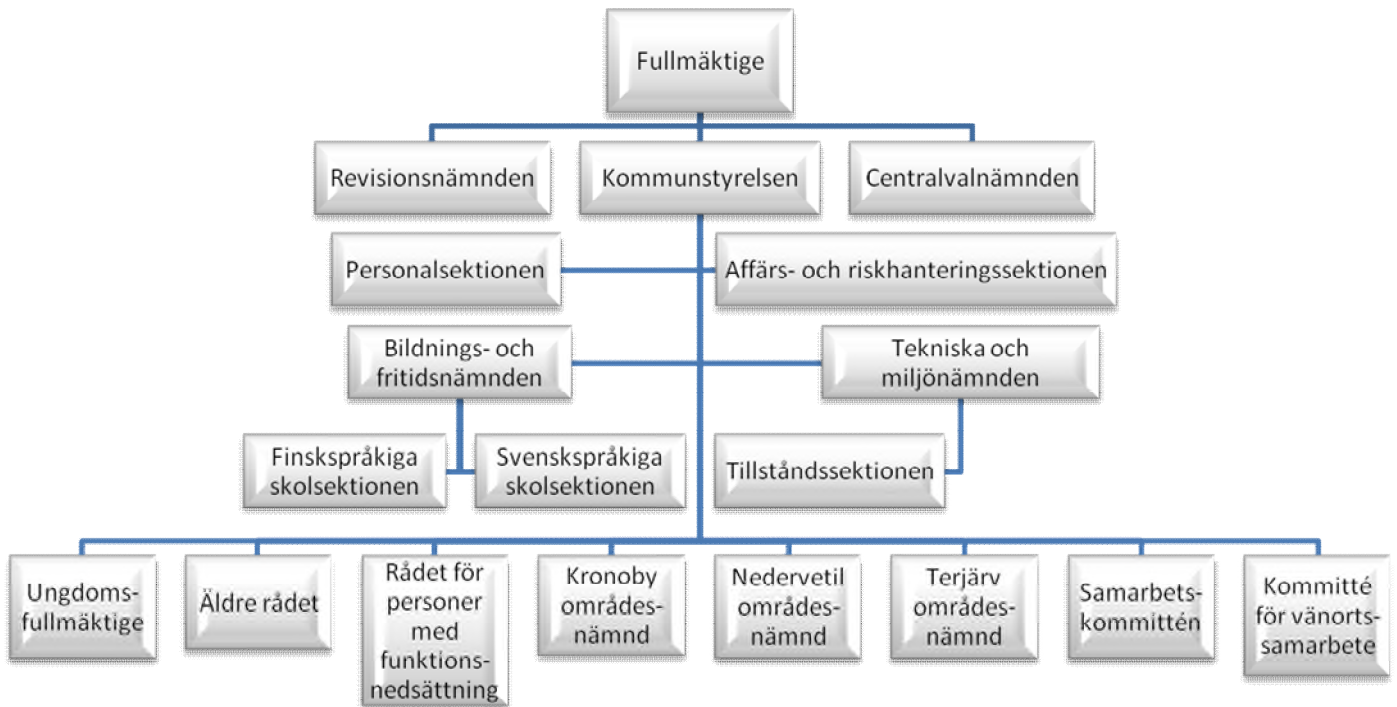 Fullmäktige
Revisionsnämnden
Kommunstyrelsen
Centralvalnämnden
Personalsektionen
Affärs- och riskhanteringssektionen
Bildnings- och
fritidsnämnden
Tekniska och
miljönämnden
Finskspråkiga
skolsektionen
Svenskspråkiga
skolsektionen
Tillståndssektionen
Ungdoms-
fullmäktige
Äldre rådet
Rådet för
personer
med
funktions-
nedsättning
Kronoby
områdes-
nämnd
Nedervetil
områdes-
nämnd
Terjärv
områdes-
nämnd
Samarbets-
kommittén
Kommitté
för vänorts-
samarbete